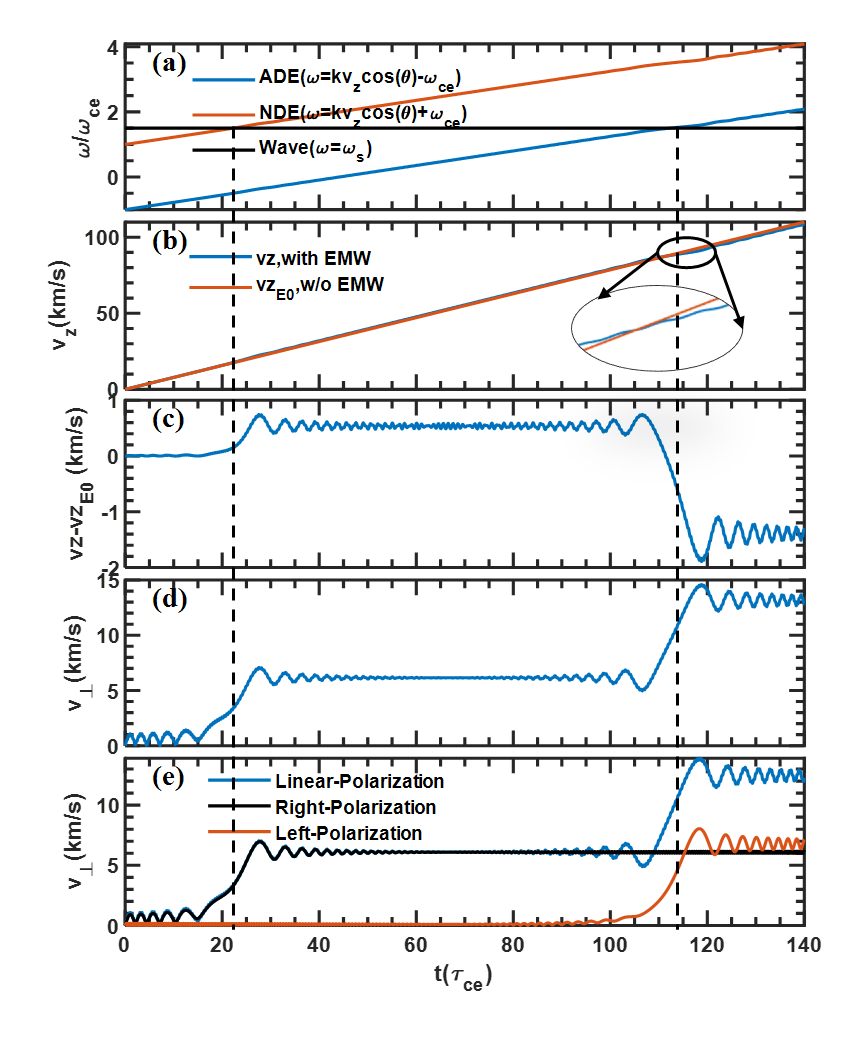 (a)
ADE(ω=kv_z cos(θ)-ω_ce)
NDE(ω=kv_z cos(θ)+ω_ce)
Wave(ω=ω_s)
ω/ω_ce
4
2
0
(b)
vz,with EMW
vz_E0,w/o EMW
v_z(km/s)
100
50
0
(c)
vz-vz_E0 (km/s)
1
0
-1
-2
(d)
v_⊥(km/s)
15
10
5
0
(e)
Linear-Polarization
Right-Polarization
Left-Polarization
v_⊥(km/s)
10
5
0
0 20 40 60 80 100 120 140
t(τ_ce)